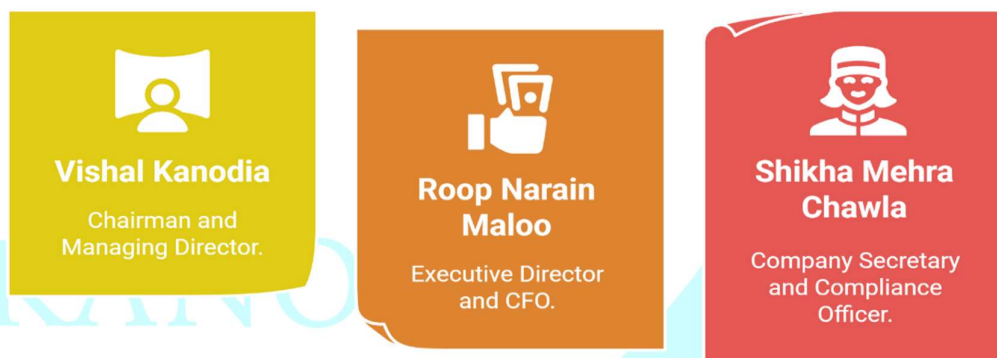 Vishal Kanodia
Chairman and
Managing Director.
Roop Narain
Maloo
Executive Director
and CFO.
Shikha Mehra
Chawla
Company Secretary
and Compliance
Officer.
KANO